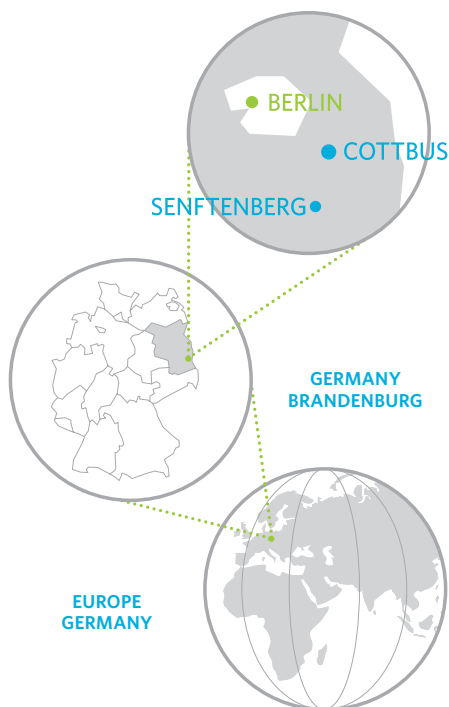 BERLIN
COTTBUS
SENFTENBERG
GERMANY
BRANDENBURG
EUROPE
GERMANY